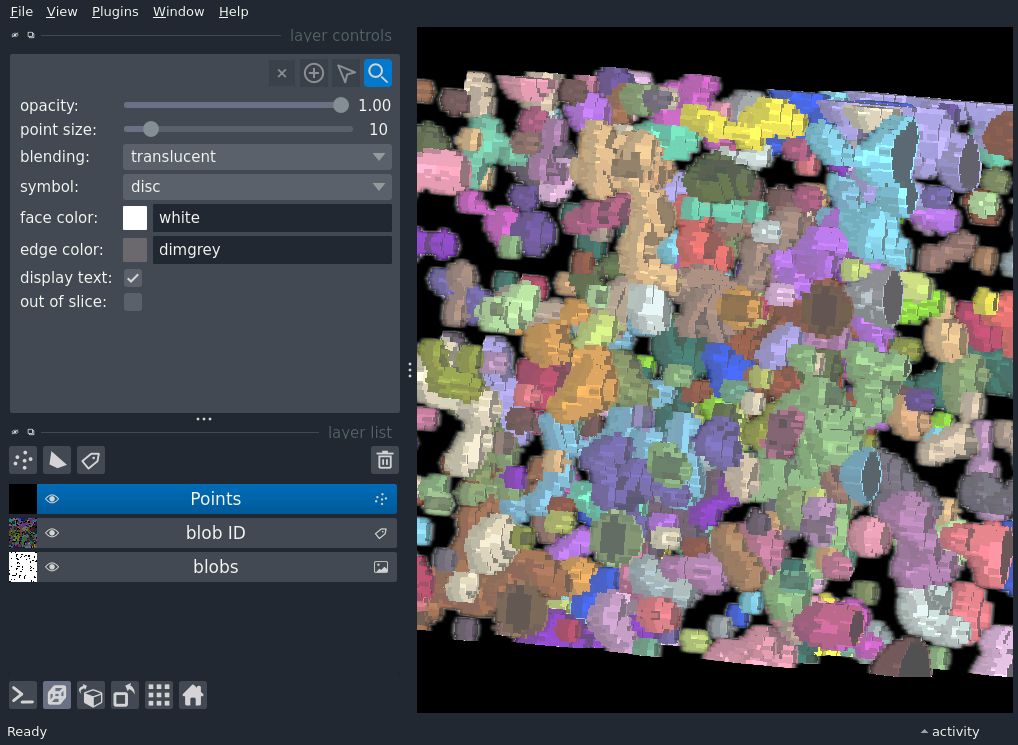 File View Plugins Window Help
layer controls
opacity: 1.00
point size: 10
blending: translucent
symbol: disc
face color: white
edge color: dimgrey
display text:
out of slice:
layer list
Points
blob ID
blobs
Ready
activity